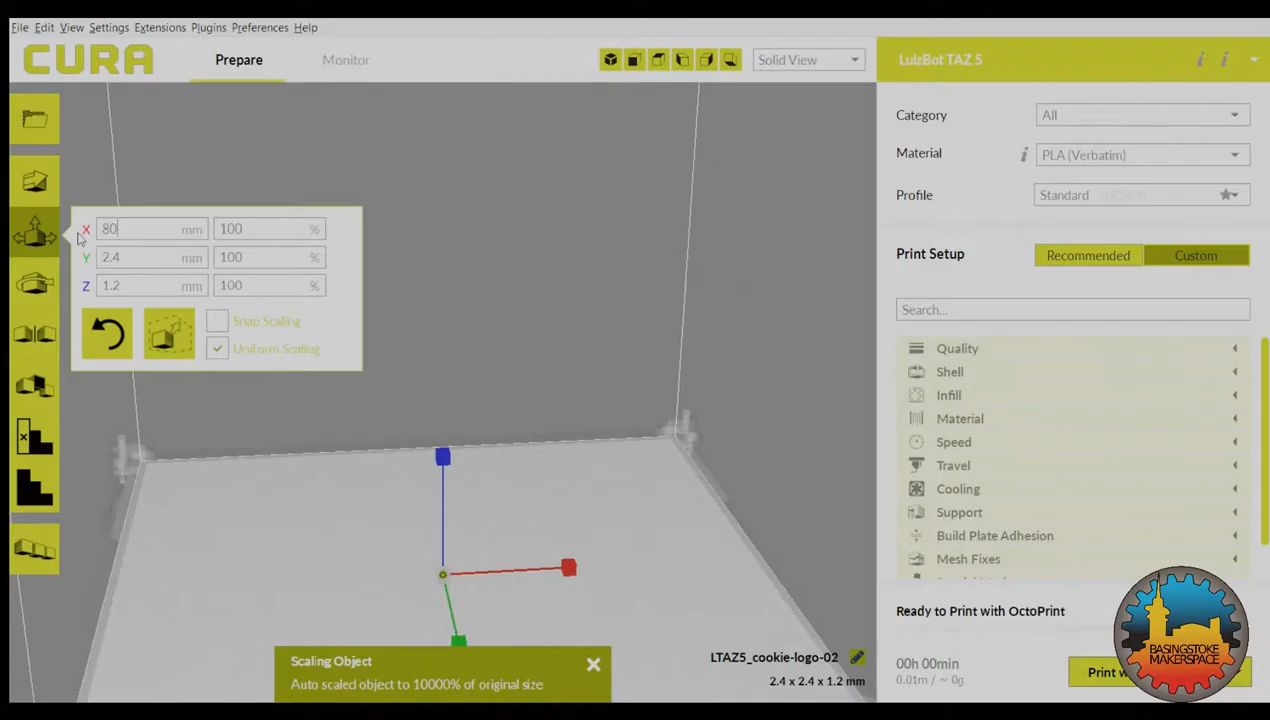 File Edit View Settings Extensions Plugins Preferences Help
CURA
Prepare
Monitor
Solid View
LulzBot TAZ 5
Category
All
Material
PLA (Verbatim)
Profile
Standard
Print Setup
Recommended
Custom
Search...
Quality
Shell
Infill
Material
Speed
Travel
Cooling
Support
Build Plate Adhesion
Mesh Fixes
X 80 mm 100 %
Y 2.4 mm 100 %
Z 1.2 mm 100 %
Snap Scaling
Uniform Scaling
Scaling Object
Auto scaled object to 10000% of original size
LTAZ5_cookie-logo-02
2.4 x 2.4 x 1.2 mm
Ready to Print with OctoPrint
00h 00min
0.01m / ~ 0g
Print
BASINGSTOKE
MAKERSPACE